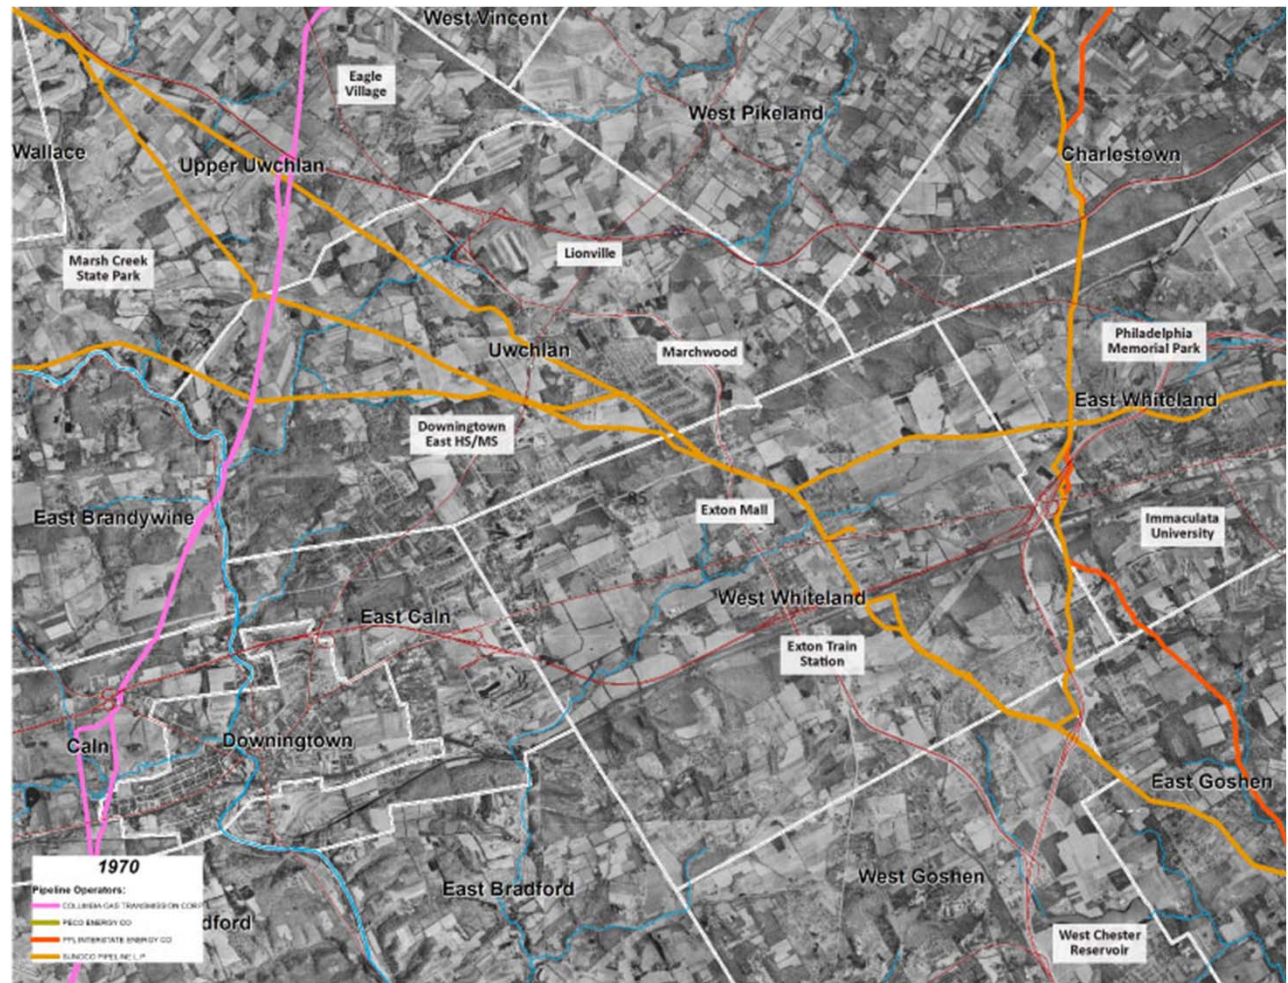 West Vincent
Eagle
Village
West Pikeland
Wallace
Upper Uwchlan
Charlestown
Marsh Creek
State Park
Lionville
Uwchlan
Marchwood
Philadelphia
Memorial Park
East Whiteland
Downingtown
East HS/MS
Exton Mall
East Brandywine
Immaculata
University
West Whiteland
East Caln
Exton Train
Station
Caln
Downingtown
East Goshen
East Bradford
West Goshen
West Chester
Reservoir
dford
1970
Pipeline Operators:
COLUMBIA GAS TRANSMISSION CORP
PECO ENERGY CO
PPL INTERSTATE ENERGY CO
SUNOCO PIPELINE L.P